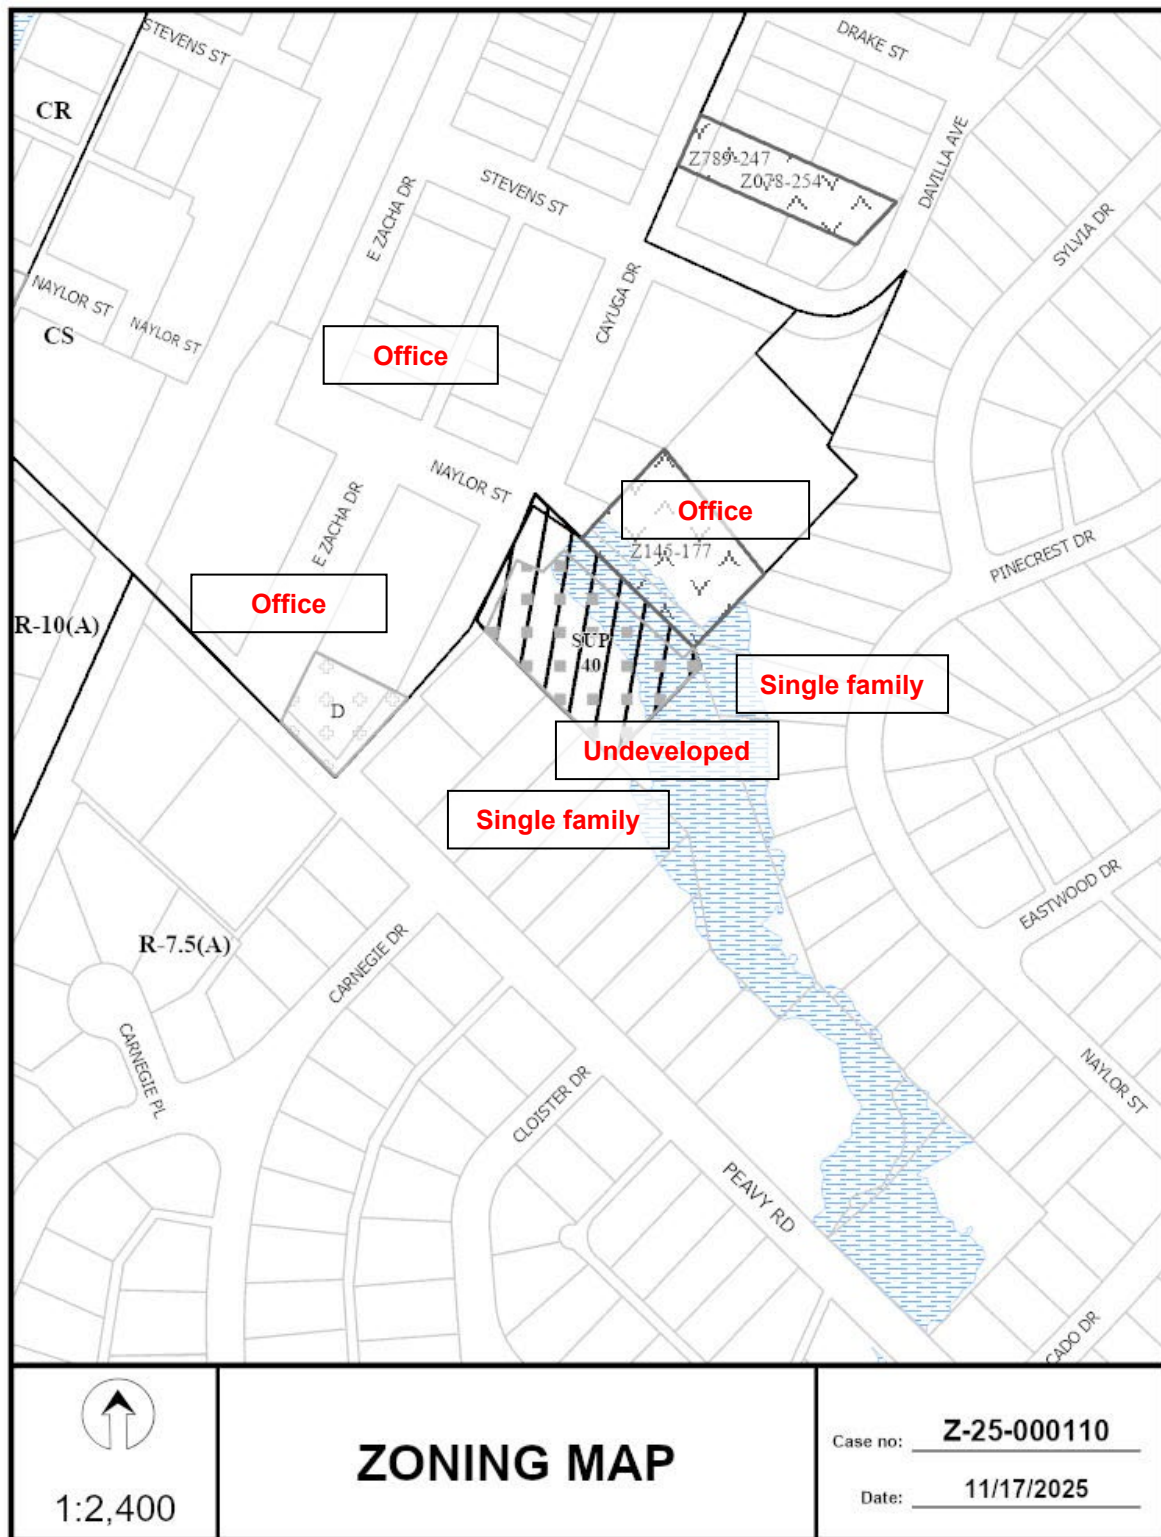 STEVENS ST
DRAKE ST
CR
DAVILLA AVE
Z789-247
Z078-254
STEVENS ST
E ZACHA DR
SYLVIA DR
NAYLOR ST
NAYLOR ST
CAYUGA DR
CS
Office
NAYLOR ST
Office
E ZACHA DR
Z145-177
PINECREST DR
Office
R-10(A)
SUP
40
Single family
D
Undeveloped
Single family
EASTWOOD DR
R-7.5(A)
CARNEGIE DR
CARNEGIE PL
NAYLOR ST
CLOISTER DR
PEAVY RD
CADO DR
1:2,400
ZONING MAP
Case no: Z-25-000110
Date: 11/17/2025